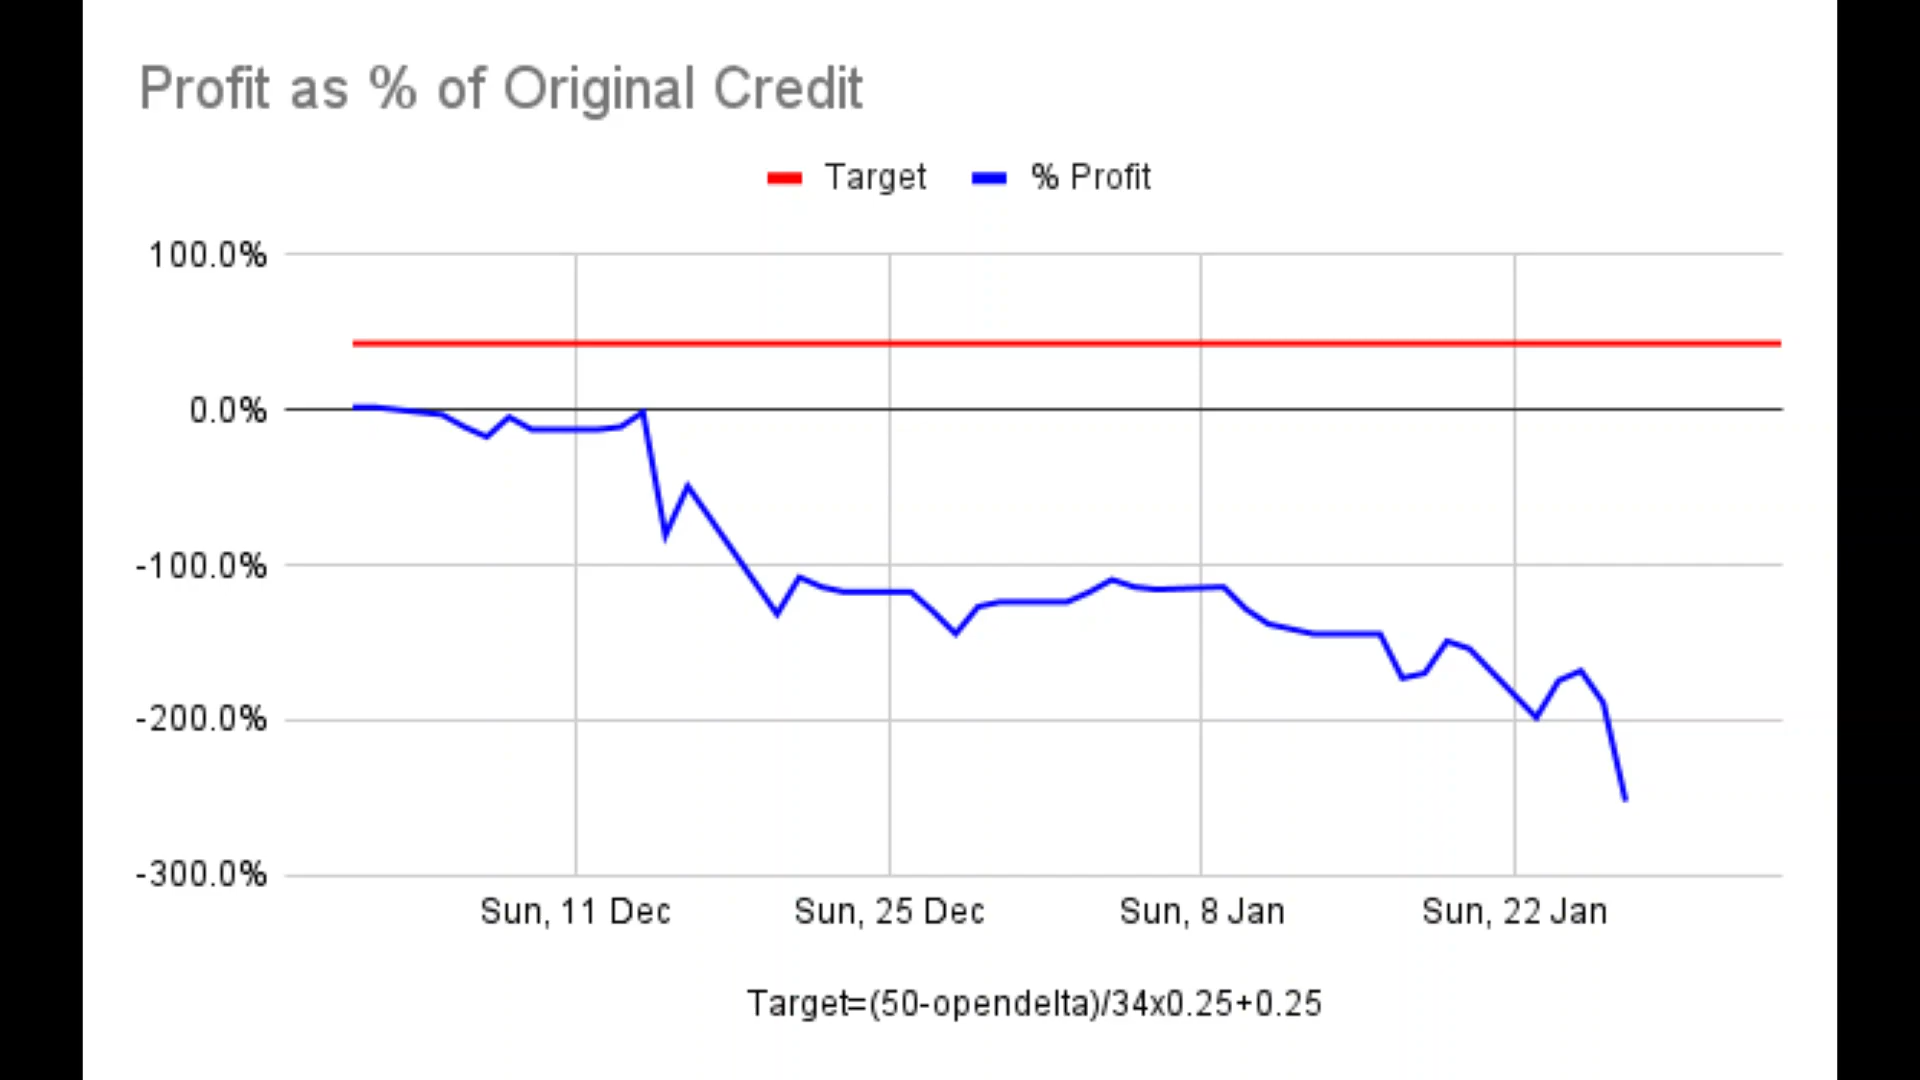 Profit as % of Original Credit
Target % Profit
100.0%
0.0%
-100.0%
-200.0%
-300.0%
Sun, 11 Dec Sun, 25 Dec Sun, 8 Jan Sun, 22 Jan
Target=(50-opendelta)/34x0.25+0.25